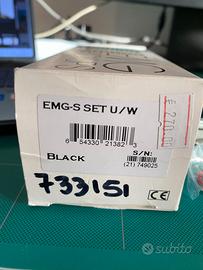 EMG-S SET U/W
6 54330 21382 3
BLACK
S/N:
(21) 749025
733151
CE
£ 270.00
subito